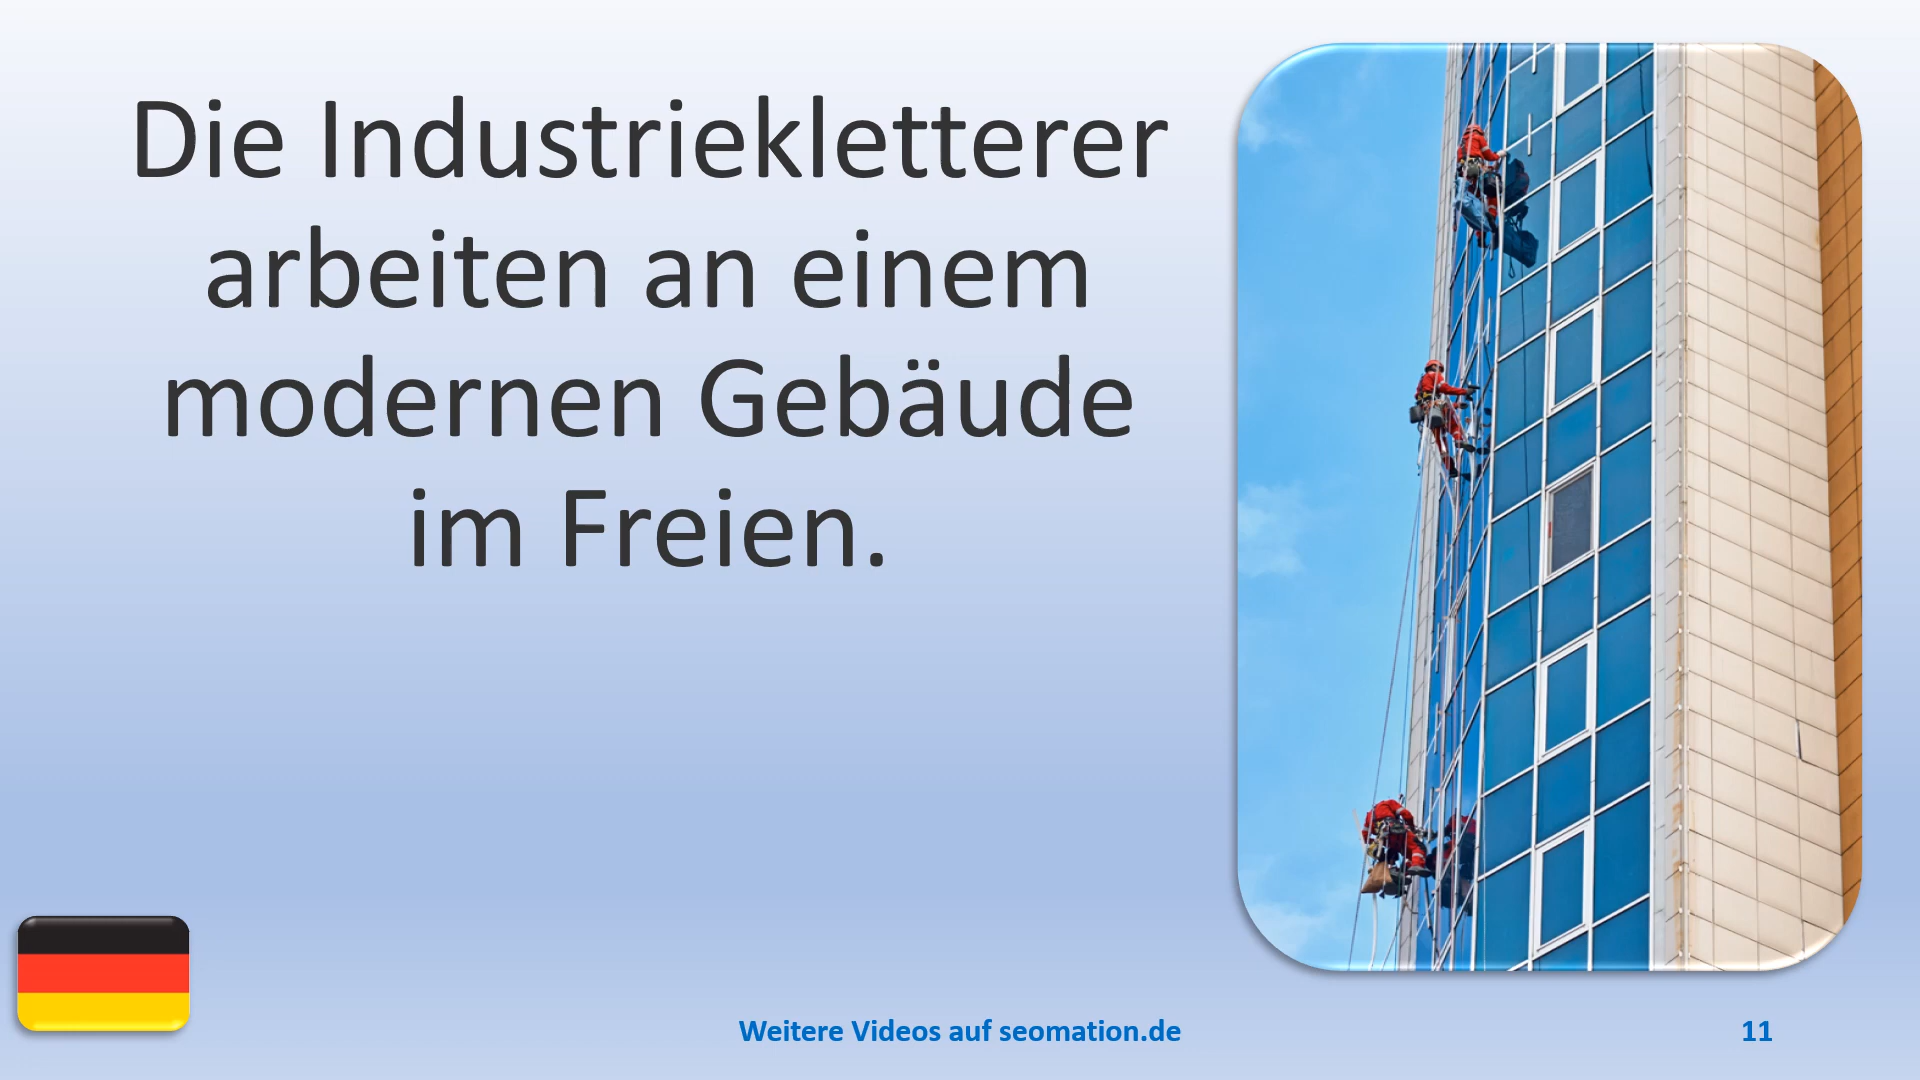 Die Industriekletterer
arbeiten an einem
modernen Gebäude
im Freien.
Weitere Videos auf seomation.de
11